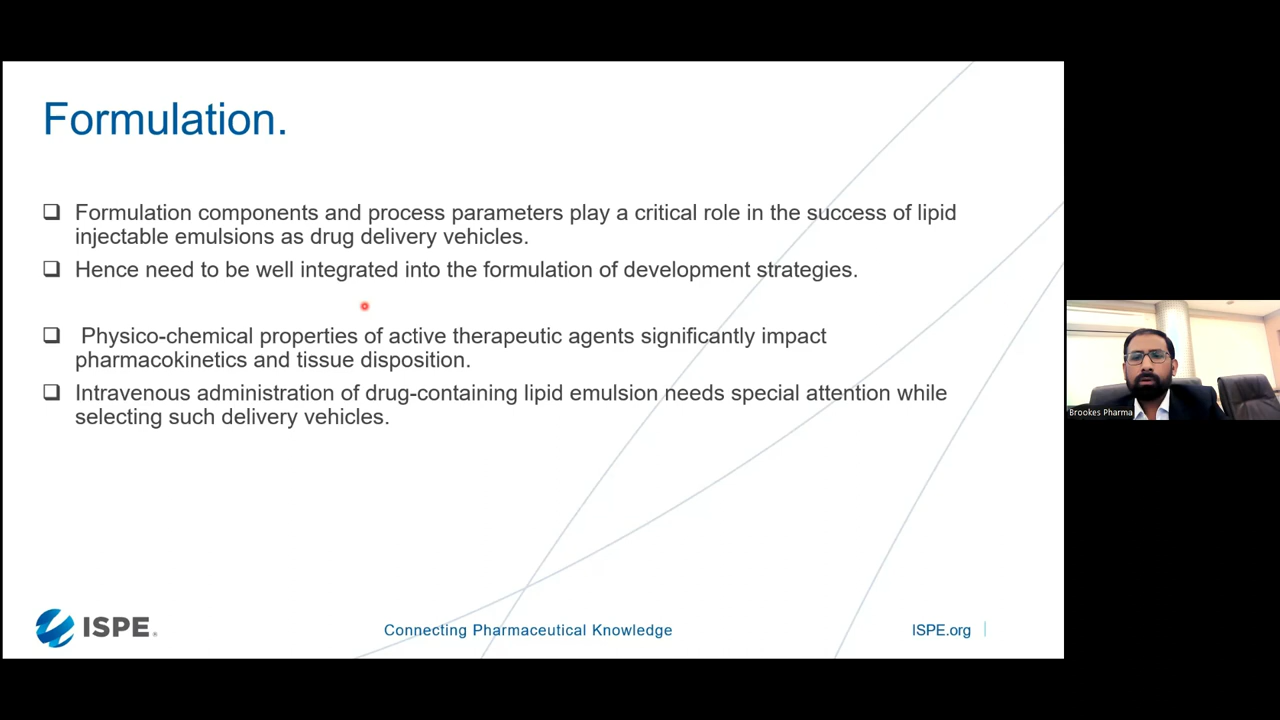 Formulation.
Formulation components and process parameters play a critical role in the success of lipid
injectable emulsions as drug delivery vehicles.
Hence need to be well integrated into the formulation of development strategies.
Physico-chemical properties of active therapeutic agents significantly impact
pharmacokinetics and tissue disposition.
Intravenous administration of drug-containing lipid emulsion needs special attention while
selecting such delivery vehicles.
Brookes Pharma
ISPE®
Connecting Pharmaceutical Knowledge
ISPE.org